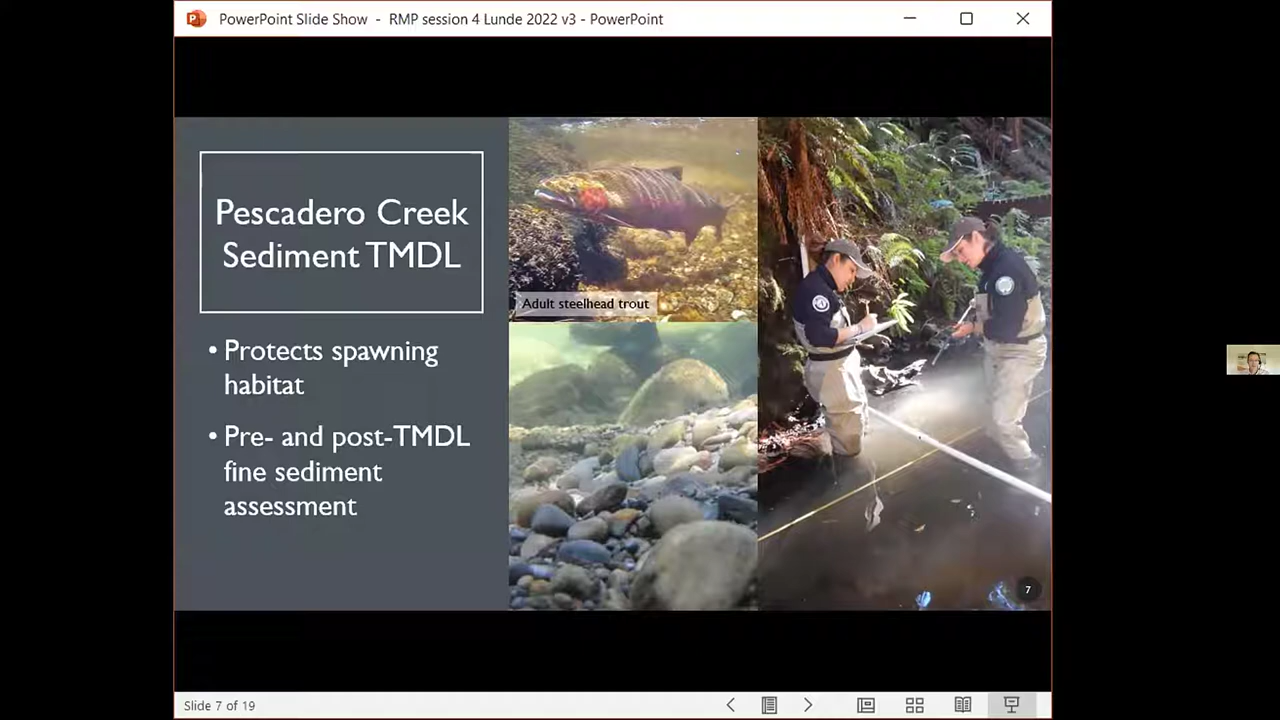 PowerPoint Slide Show - RMP session 4 Lunde 2022 v3 - PowerPoint
Pescadero Creek
Sediment TMDL
• Protects spawning
habitat
• Pre- and post-TMDL
fine sediment
assessment
Adult steelhead trout
7
Slide 7 of 19